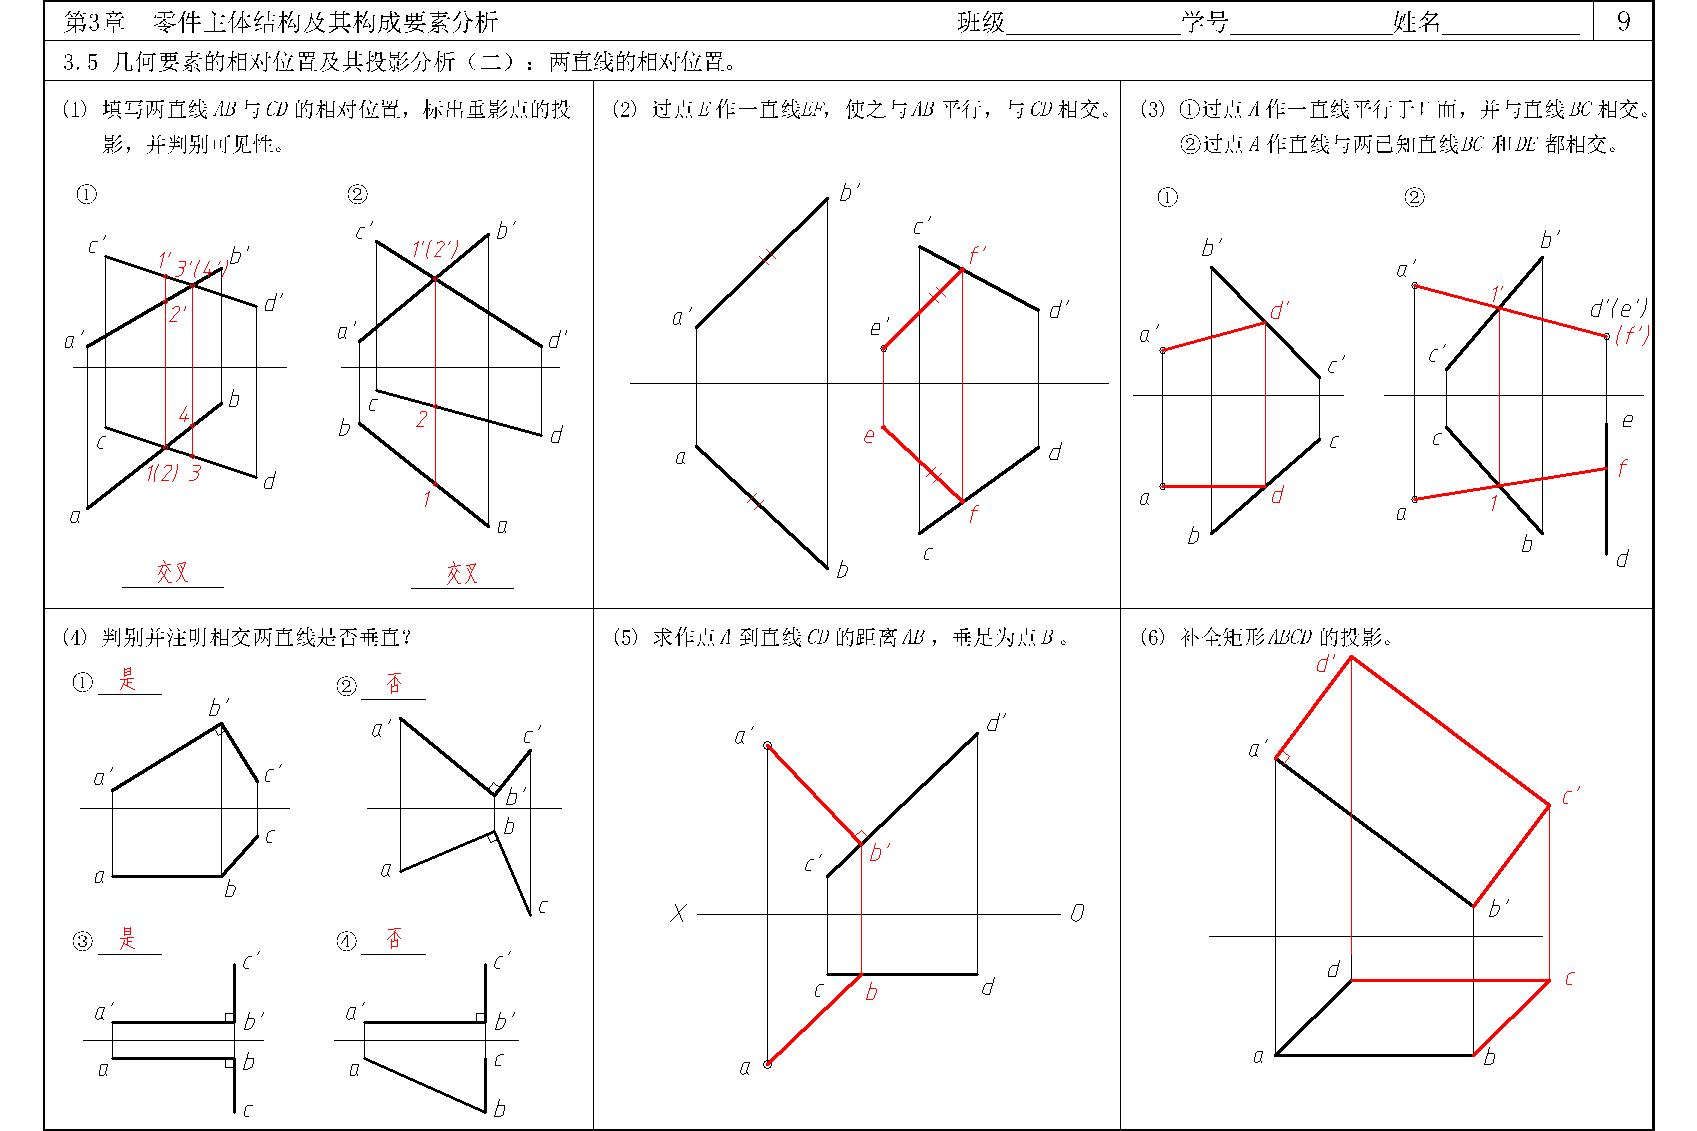 第3章 零件主体结构及其构成要素分析 班级 学号 姓名 9
3.5 几何要素的相对位置及其投影分析(二): 两直线的相对位置。
(1) 填写两直线AB与CD的相对位置, 标出重影点的投
影, 并判别可见性。
① ②
c' 1' 3'(4') b' d' 2' a' b 4 c 1(2) 3 d a
交叉
c' 1'(2') b' a' d' c 2 b d 1 a
交叉
(2) 过点E作一直线EF, 使之与AB平行, 与CD相交。
b' c' f' a' e' d' a e d f c b
(3) ①过点A作一直线平行于H面, 并与直线BC相交。
②过点A作直线与两已知直线BC和DE都相交。
① ②
b' d' a' c' c a d b
b' a' 1' d'(e') (f') c' e c f a 1 b d
(4) 判别并注明相交两直线是否垂直?
① 是 ② 否
b' a' c' c a b
a' c' b' b a c
③ 是 ④ 否
c' a' b' a b c
c' a' b' a c b
(5) 求作点A到直线CD的距离AB, 垂足为点B。
a' d' c' b' X O c b d a
(6) 补全矩形ABCD的投影。
d' a' c' b' d c a b